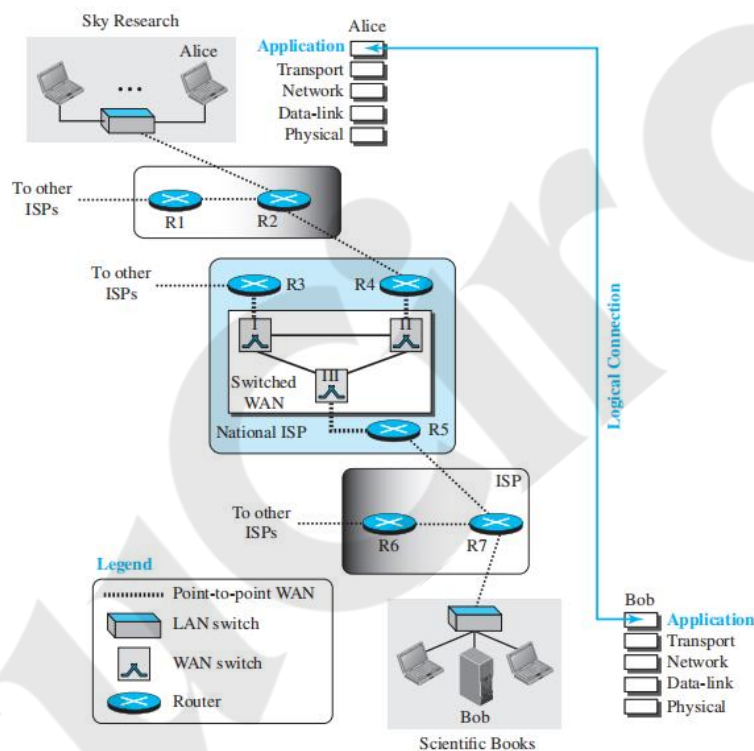 Sky Research
Alice
Alice
Application
Transport
Network
Data-link
Physical
To other
ISPs
R1
R2
To other
ISPs
R3
R4
I
II
III
Switched
WAN
National ISP
R5
Logical Connection
ISP
To other
ISPs
R6
R7
Legend
Point-to-point WAN
LAN switch
WAN switch
Router
Bob
Scientific Books
Bob
Application
Transport
Network
Data-link
Physical